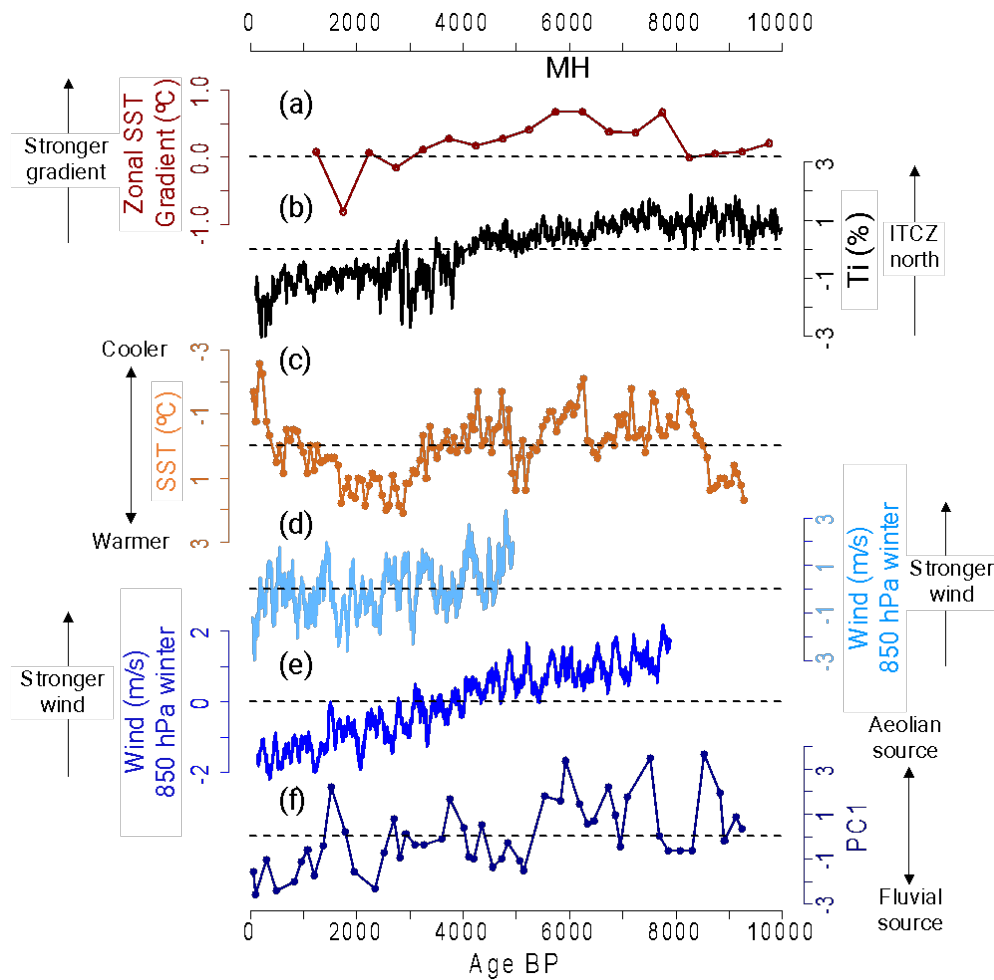 0 2000 4000 6000 8000 10000
MH
(a)
Stronger
gradient
Zonal SST
Gradient (ºC)
1.0
0.0
-1.0
(b)
3
1
-1
-3
Ti (%)
ITCZ
north
(c)
Cooler
Warmer
SST (ºC)
-3
-1
1
3
(d)
3
1
-1
-3
Wind (m/s)
850 hPa winter
Stronger
wind
(e)
Stronger
wind
Wind (m/s)
850 hPa winter
2
1
0
-2
(f)
3
1
-1
-3
PC1
Aeolian
source
Fluvial
source
0 2000 4000 6000 8000 10000
Age BP